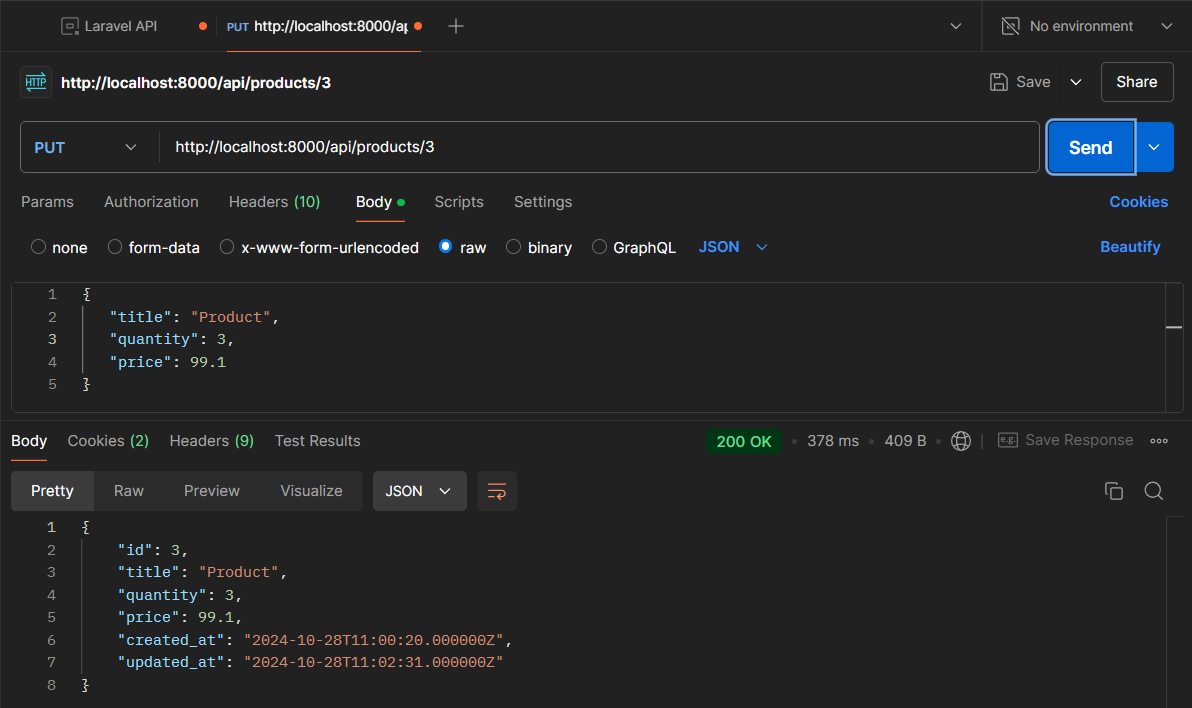 Laravel API PUT http://localhost:8000/ap No environment
HTTP http://localhost:8000/api/products/3 Save Share
PUT http://localhost:8000/api/products/3 Send
Params Authorization Headers (10) Body Scripts Settings Cookies
none form-data x-www-form-urlencoded raw binary GraphQL JSON Beautify
1 {
2 "title": "Product",
3 "quantity": 3,
4 "price": 99.1
5 }
Body Cookies (2) Headers (9) Test Results 200 OK • 378 ms • 409 B • e.g. Save Response
Pretty Raw Preview Visualize JSON
1 {
2 "id": 3,
3 "title": "Product",
4 "quantity": 3,
5 "price": 99.1,
6 "created_at": "2024-10-28T11:00:20.000000Z",
7 "updated_at": "2024-10-28T11:02:31.000000Z"
8 }